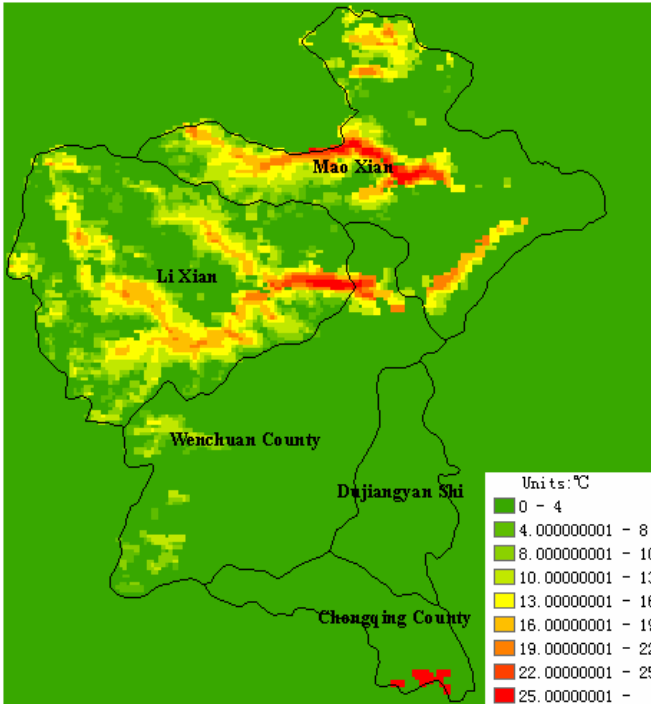 Mao Xian
Li Xian
Wenchuan County
Dujiangyan Shi
Chongqing County
Units:℃
0 - 4
4.000000001 - 8
8.00000001 - 10
10.00000001 - 13
13.00000001 - 16
16.00000001 - 19
19.00000001 - 22
22.00000001 - 25
25.00000001 -